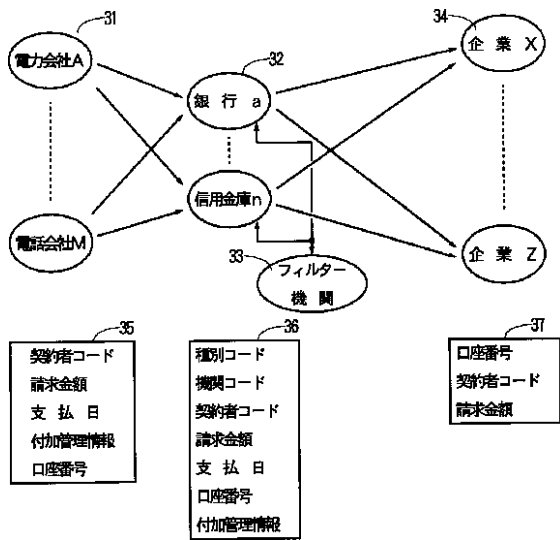 31
電力会社A
32
銀行a
34
企業X
電話会社M
信用金庫n
33
フィルター
機関
企業Z
35
契約者コード
請求金額
支払日
付加管理情報
口座番号
36
種別コード
機関コード
契約者コード
請求金額
支払日
口座番号
付加管理情報
37
口座番号
契約者コード
請求金額